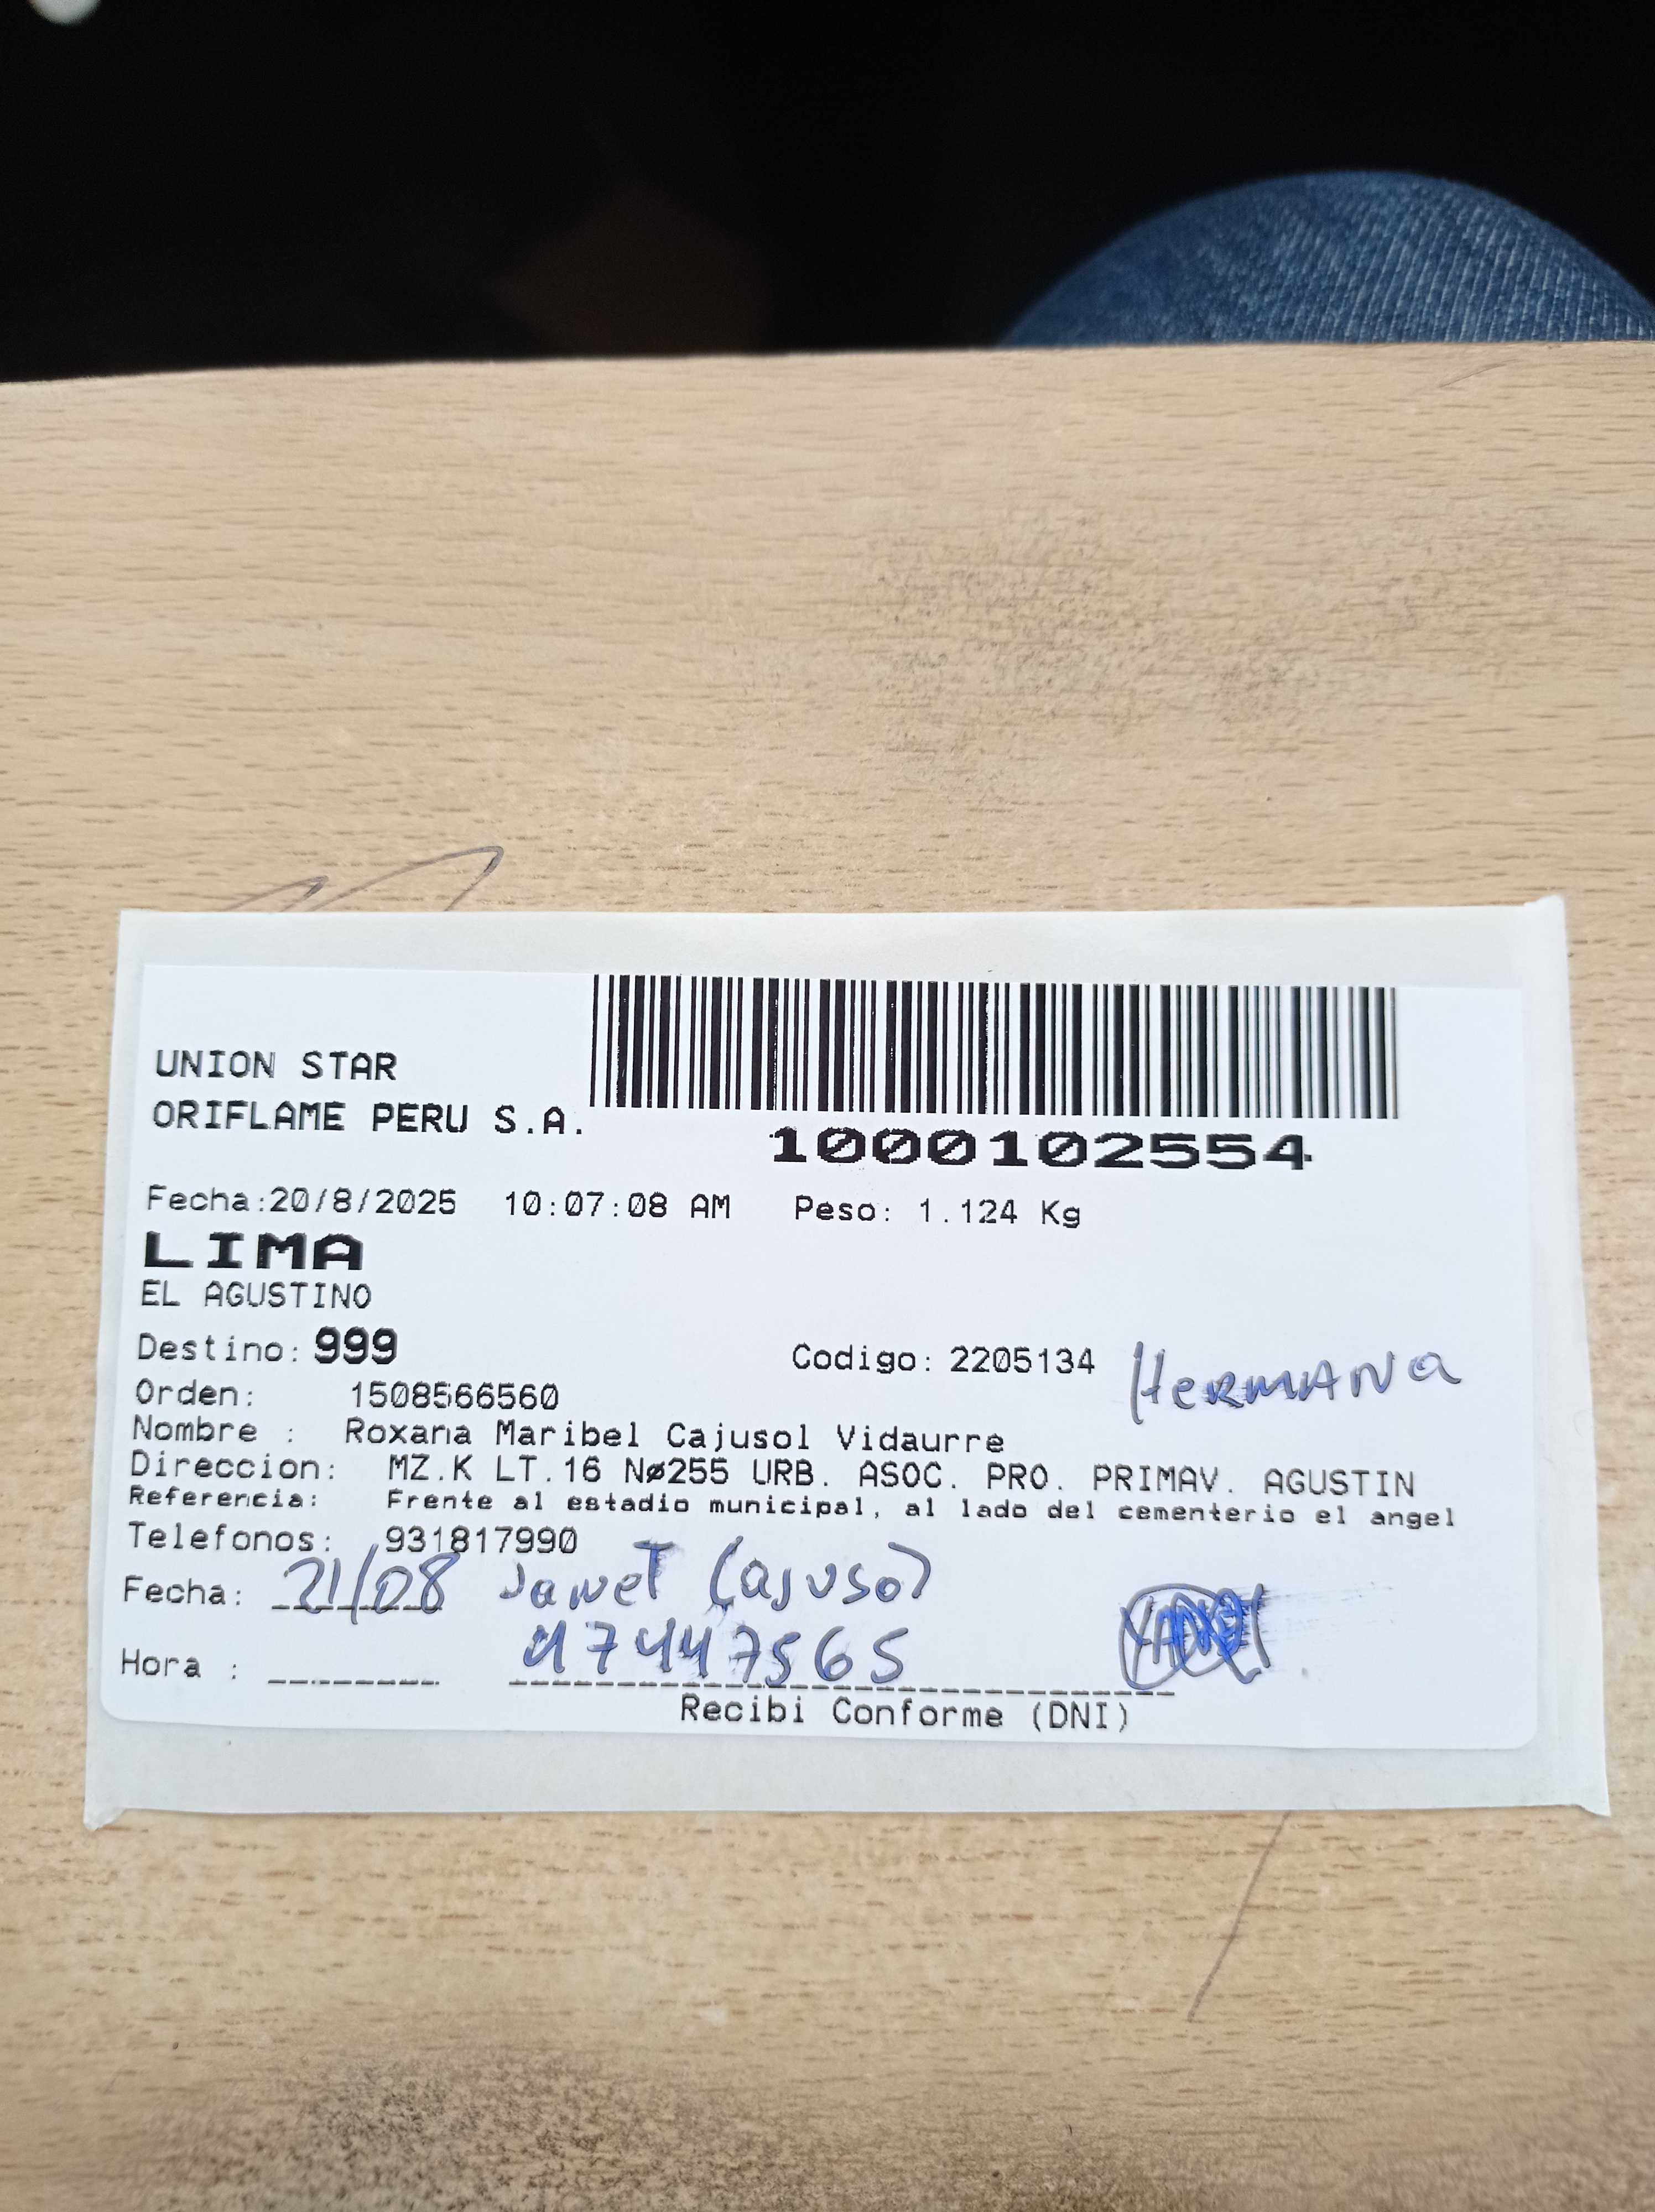 UNION STAR
ORIFLAME PERU S.A.
1000102554
Fecha:20/8/2025 10:07:08 AM Peso: 1.124 Kg
LIMA
EL AGUSTINO
Destino: 999 Codigo: 2205134 HERMANA
Orden: 1508566560
Nombre : Roxana Maribel Cajusol Vidaurre
Direccion: MZ.K LT.16 Nø255 URB. ASOC. PRO. PRIMAV. AGUSTIN
Referencia: Frente al estadio municipal, al lado del cementerio el angel
Telefonos: 931817990
Fecha: 21/08 Janet Cajusol
Hora : 47447565
Recibi Conforme (DNI)